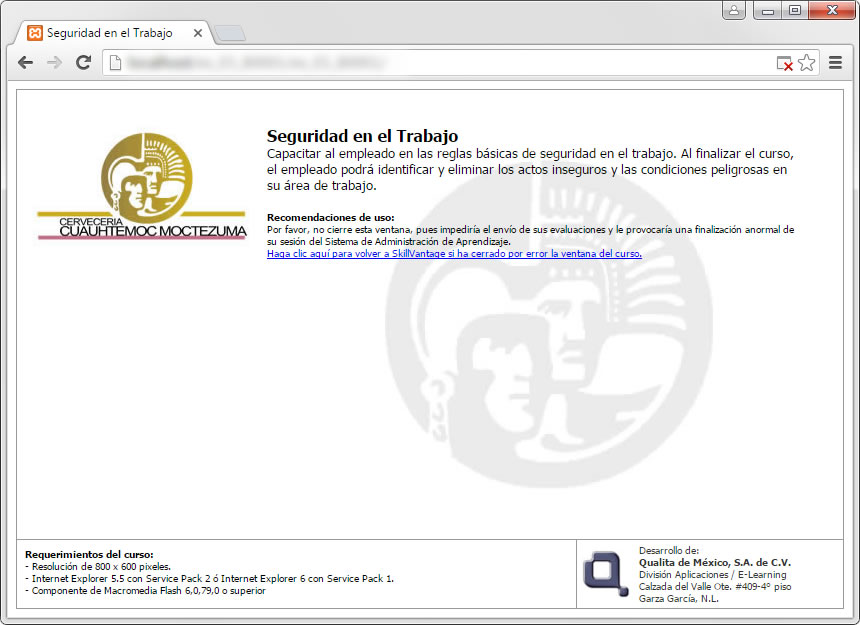 Seguridad en el Trabajo
Seguridad en el Trabajo
Capacitar al empleado en las reglas básicas de seguridad en el trabajo. Al finalizar el curso,
el empleado podrá identificar y eliminar los actos inseguros y las condiciones peligrosas en
su área de trabajo.
CERVECERIA
CUAUHTEMOC MOCTEZUMA
Recomendaciones de uso:
Por favor, no cierre esta ventana, pues impediría el envío de sus evaluaciones y le provocaría una finalización anormal de
su sesión del Sistema de Administración de Aprendizaje.
Haga clic aquí para volver a SkillVantage si ha cerrado por error la ventana del curso.
Requerimientos del curso:
- Resolución de 800 x 600 pixeles.
- Internet Explorer 5.5 con Service Pack 2 ó Internet Explorer 6 con Service Pack 1.
- Componente de Macromedia Flash 6,0,79,0 o superior
Desarrollo de:
Qualita de México, S.A. de C.V.
División Aplicaciones / E-Learning
Calzada del Valle Ote. #409-4° piso
Garza García, N.L.